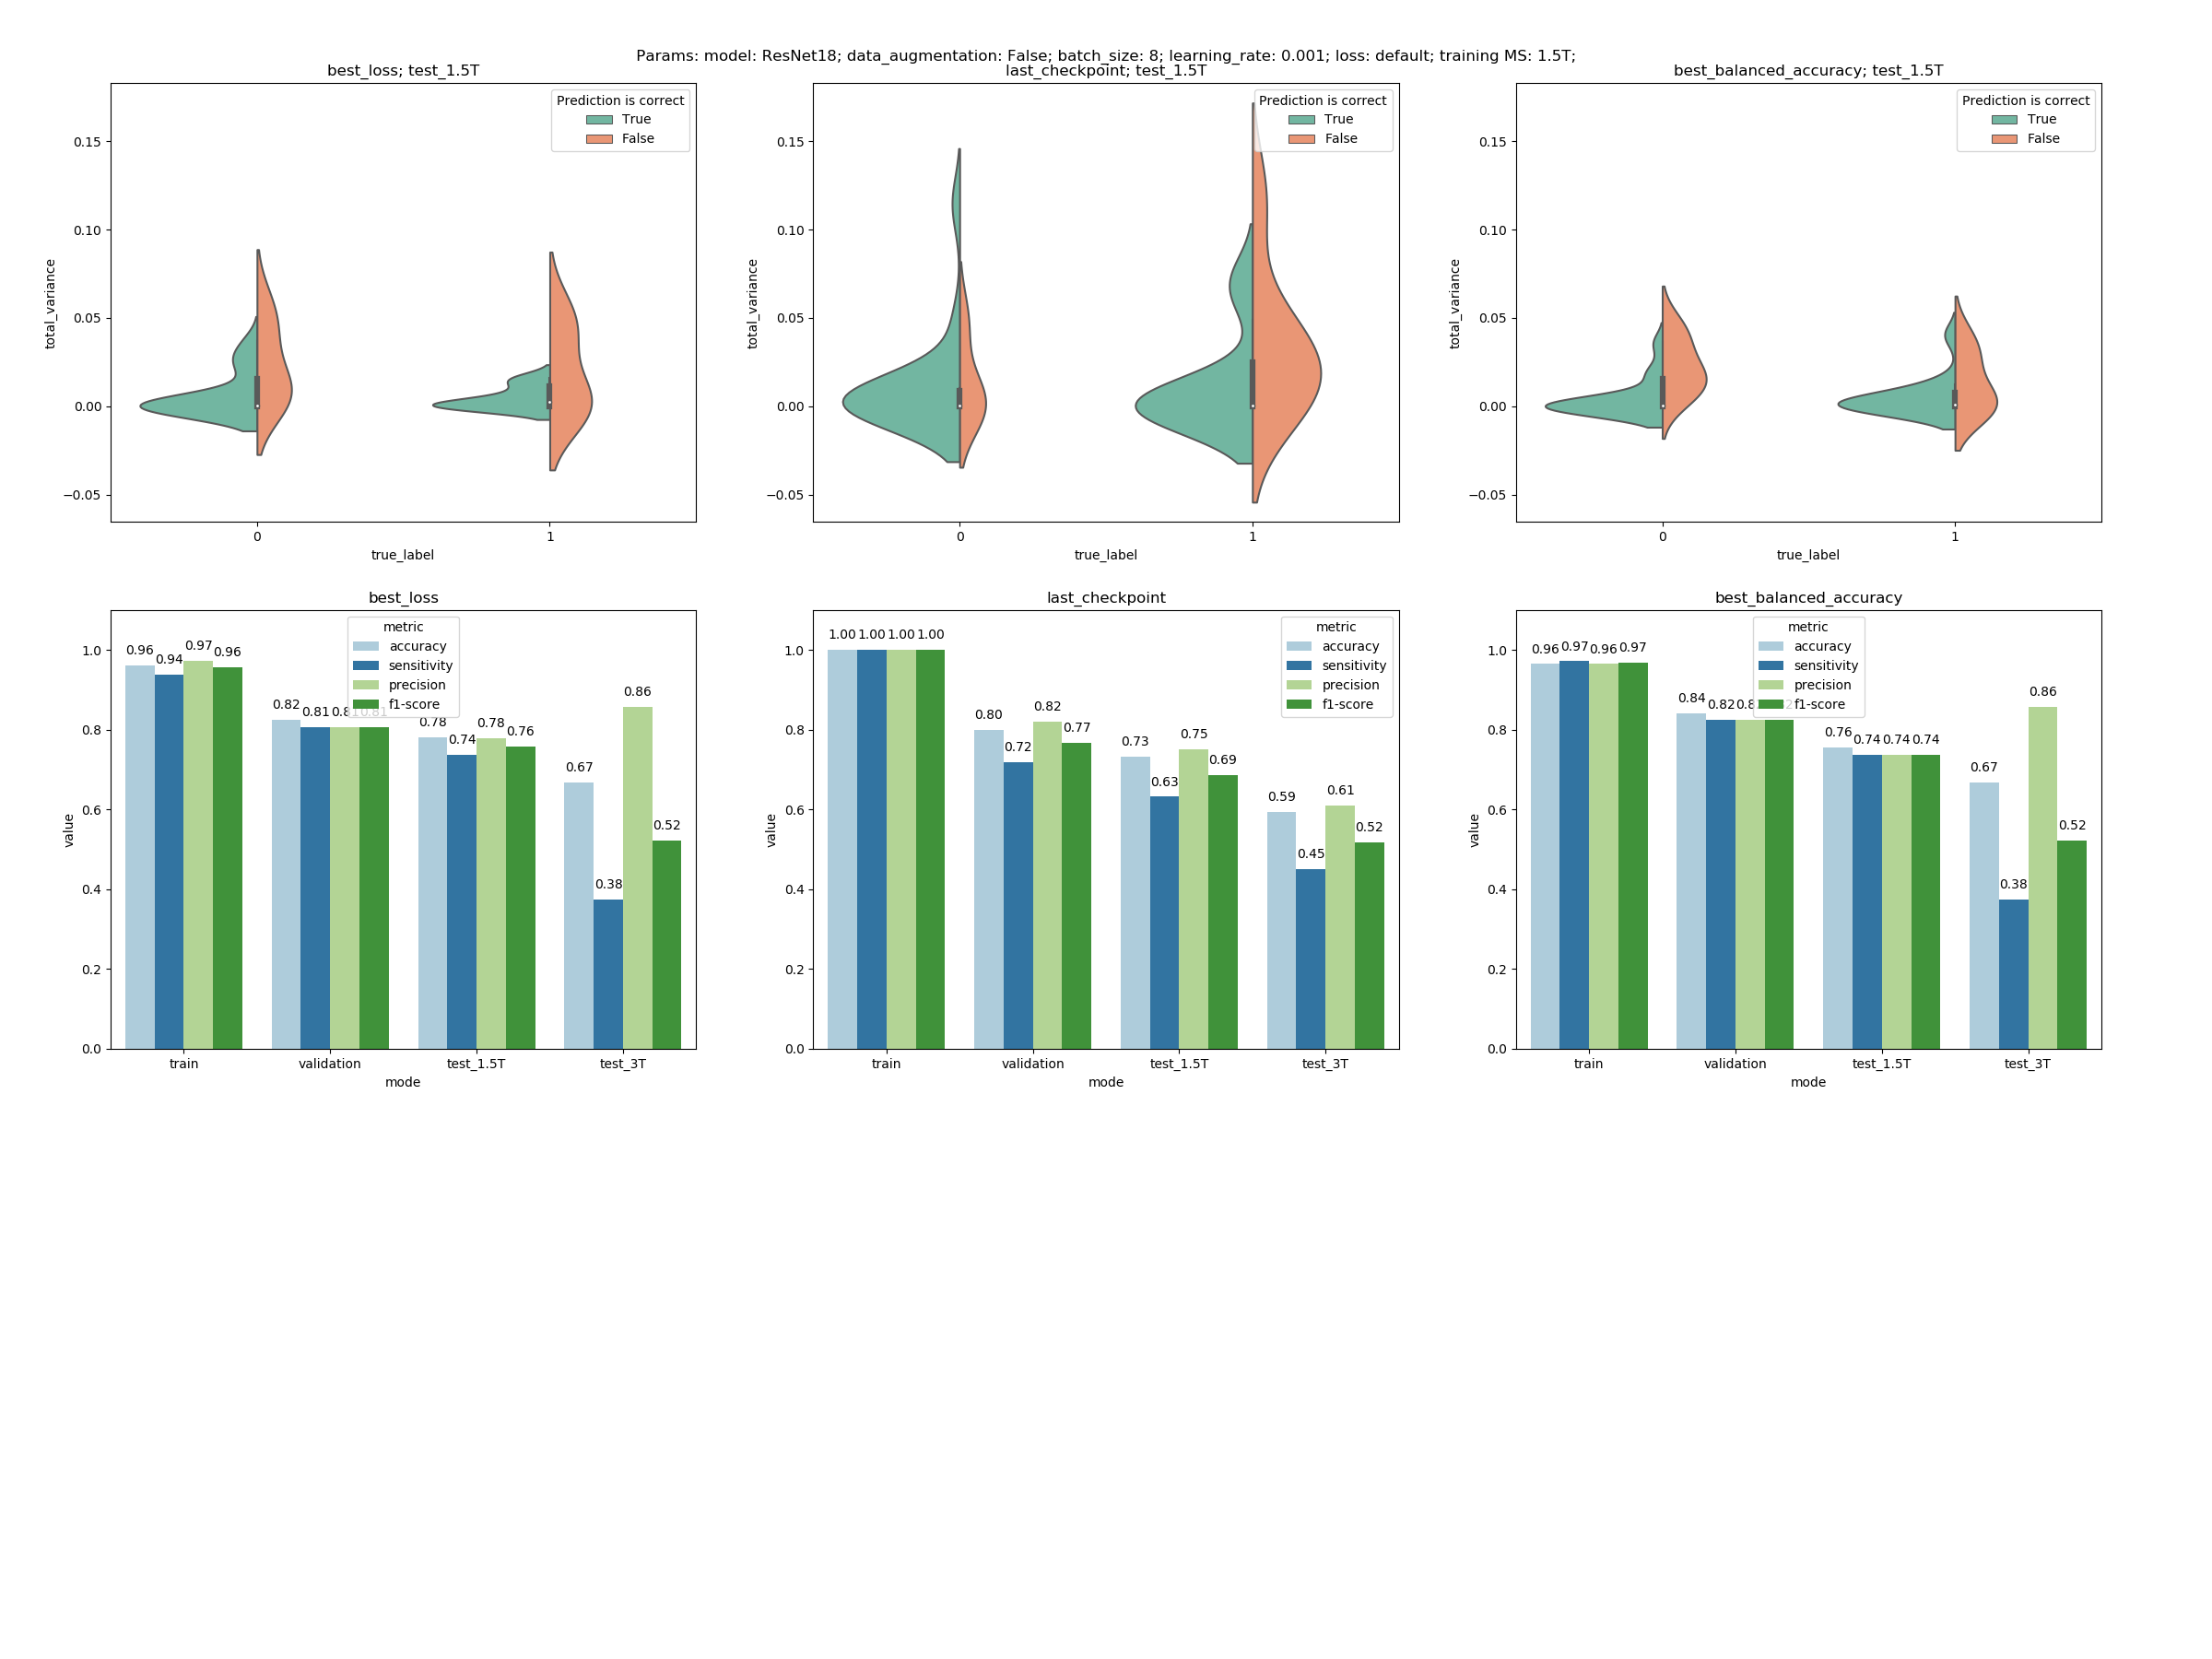 Params: model: ResNet18; data_augmentation: False; batch_size: 8; learning_rate: 0.001; loss: default; training MS: 1.5T;
best_loss; test_1.5T
Prediction is correct
True
False
0.15
0.10
0.05
0.00
−0.05
total_variance
0 1
true_label
last_checkpoint; test_1.5T
Prediction is correct
True
False
0.15
0.10
0.05
0.00
−0.05
total_variance
0 1
true_label
best_balanced_accuracy; test_1.5T
Prediction is correct
True
False
0.15
0.10
0.05
0.00
−0.05
total_variance
0 1
true_label
best_loss
metric
accuracy
sensitivity
precision
f1-score
0.96 0.94 0.97 0.96
0.82 0.81 0.81 0.81
0.78 0.74 0.78 0.76
0.67 0.38 0.86 0.52
1.0
0.8
0.6
0.4
0.2
0.0
value
train validation test_1.5T test_3T
mode
last_checkpoint
metric
accuracy
sensitivity
precision
f1-score
1.00 1.00 1.00 1.00
0.80 0.72 0.82 0.77
0.73 0.63 0.75 0.69
0.59 0.45 0.61 0.52
1.0
0.8
0.6
0.4
0.2
0.0
value
train validation test_1.5T test_3T
mode
best_balanced_accuracy
metric
accuracy
sensitivity
precision
f1-score
0.96 0.97 0.96 0.97
0.84 0.82
0.76 0.74 0.74 0.74
0.67 0.38 0.86 0.52
1.0
0.8
0.6
0.4
0.2
0.0
value
train validation test_1.5T test_3T
mode